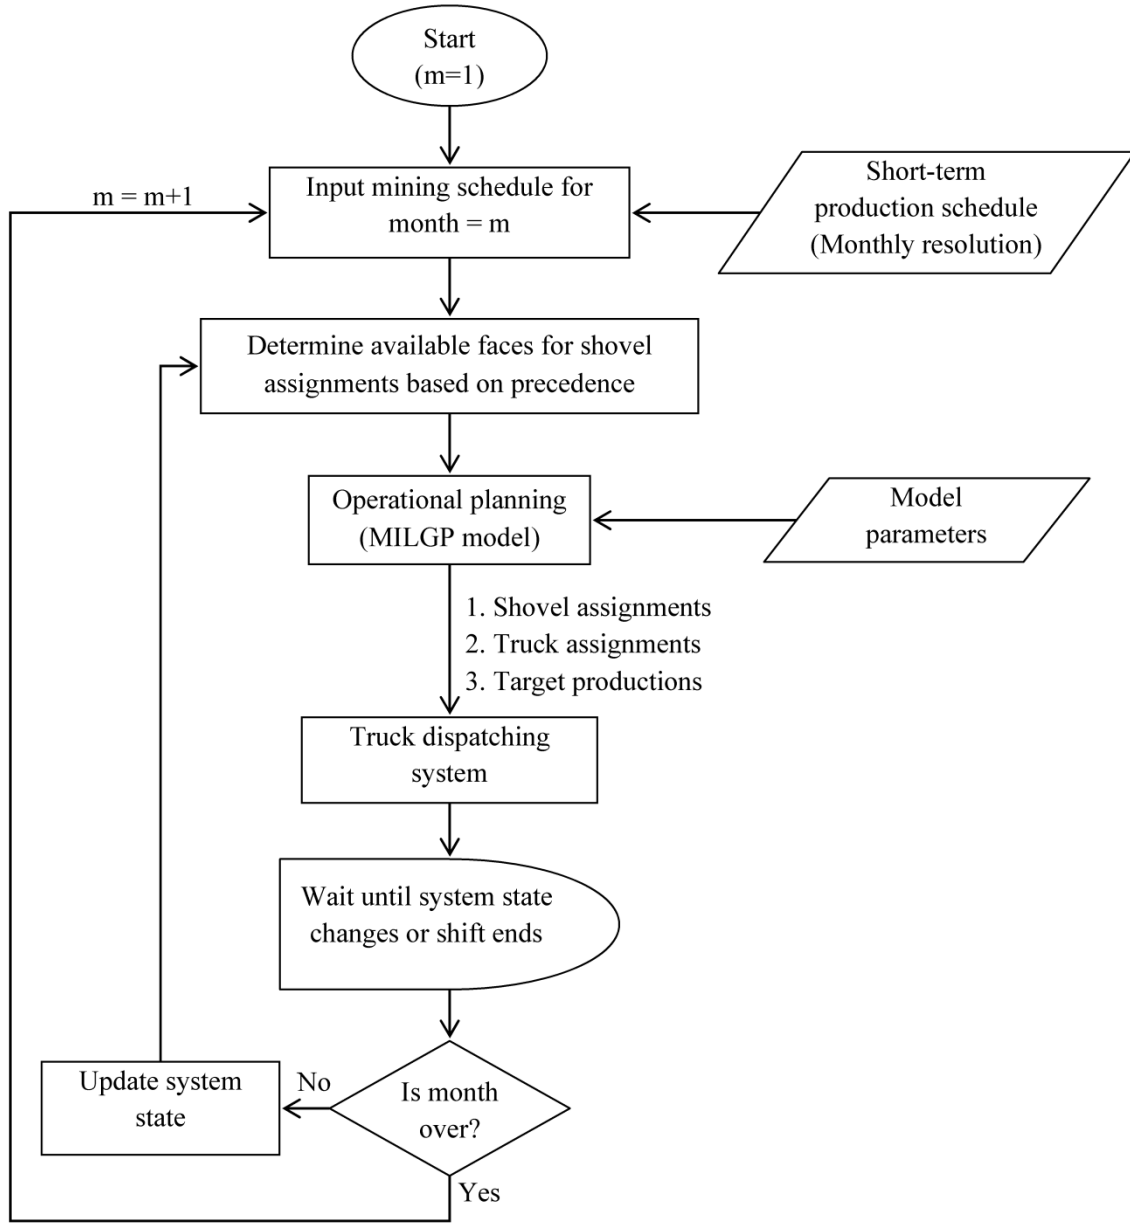 Start
(m=1)
m = m+1
Input mining schedule for
month = m
Short-term
production schedule
(Monthly resolution)
Determine available faces for shovel
assignments based on precedence
Operational planning
(MILGP model)
Model
parameters
1. Shovel assignments
2. Truck assignments
3. Target productions
Truck dispatching
system
Wait until system state
changes or shift ends
Is month
over?
No
Update system
state
Yes